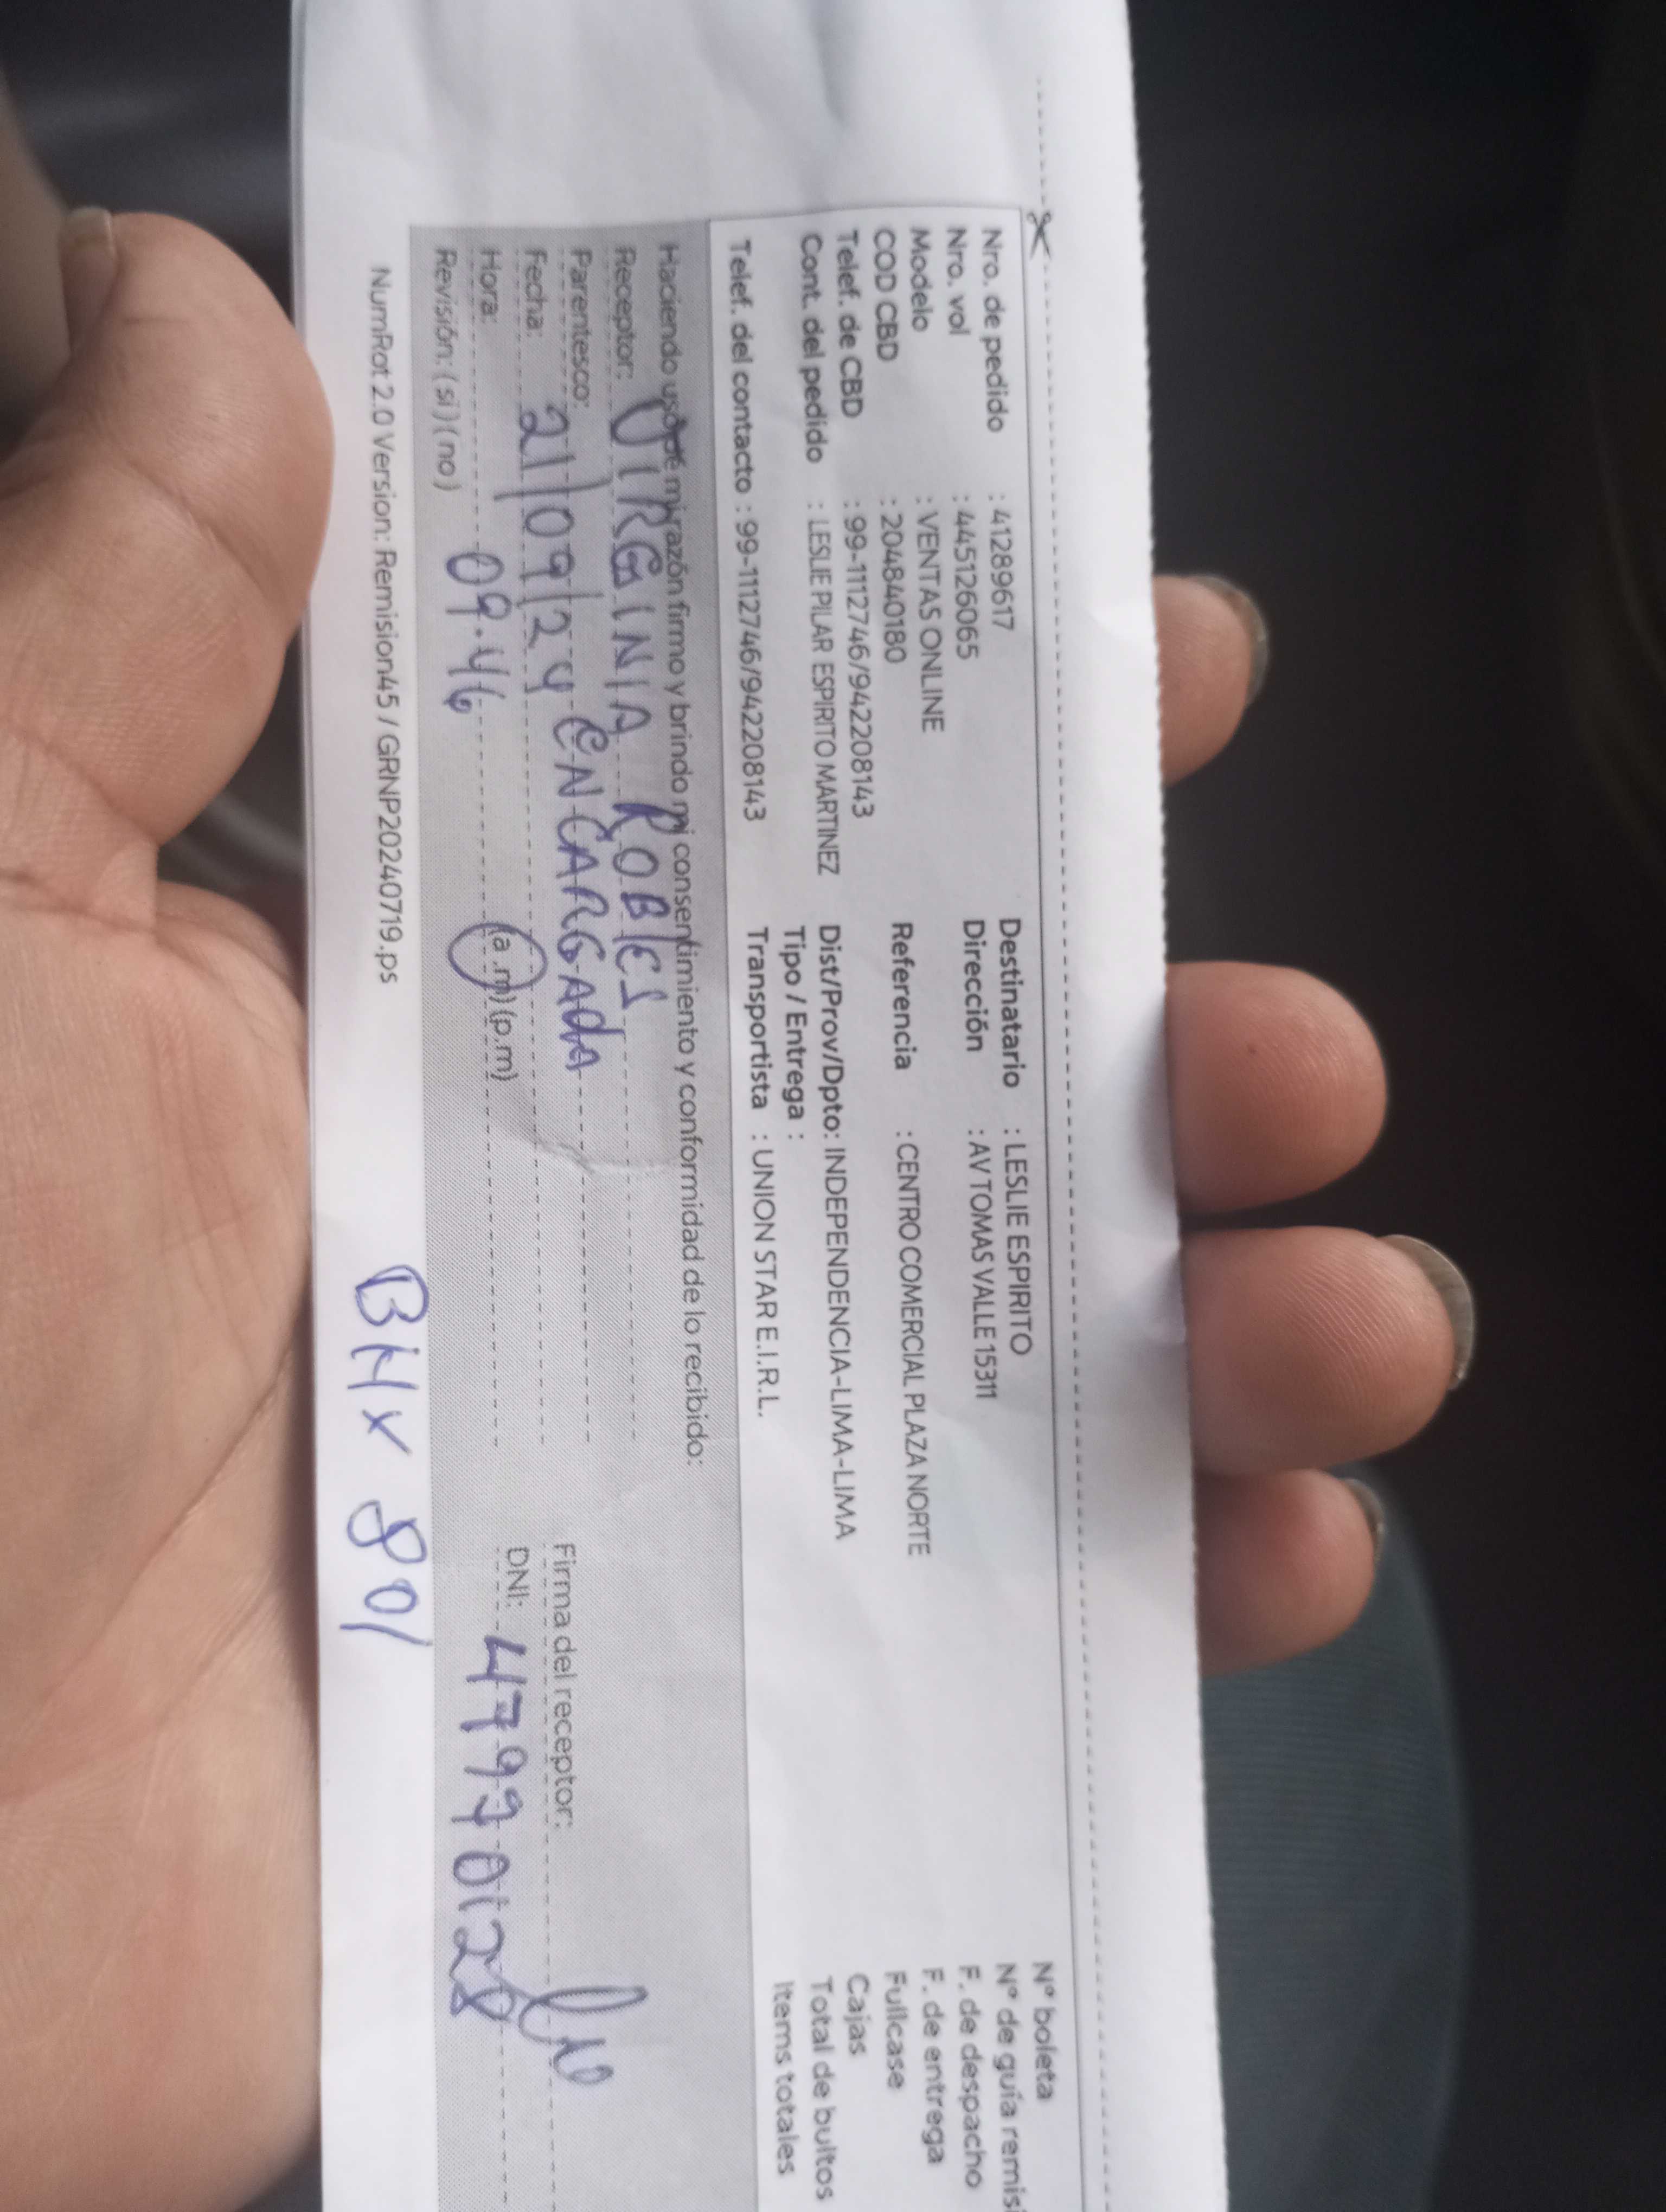 Nro. de pedido : 41289617
Nro. vol : 445126065
Modelo : VENTAS ONLINE
COD CBD : 204840180
Telef. de CBD : 99-1112746/942208143
Cont. del pedido : LESLIE PILAR ESPIRITO MARTINEZ
Telef. del contacto : 99-1112746/942208143
Destinatario : LESLIE ESPIRITO
Dirección : AV TOMAS VALLE 15311
Referencia : CENTRO COMERCIAL PLAZA NORTE
Dist/Prov/Dpto: INDEPENDENCIA-LIMA-LIMA
Tipo / Entrega :
Transportista : UNION STAR E.I.R.L.
N° boleta
N° de guía remisi
F. de despacho
F. de entrega
Fullcase
Cajas
Total de bultos
Items totales
Haciendo uso de mi razón firmo y brindo mi consentimiento y conformidad de lo recibido:
Receptor: VIRGINIA ROBLES
Parentesco: ENCARGADA
Fecha: 21/09/24
Hora: 09.46 (a.m) (p.m)
Revisión: (si) (no)
Firma del receptor:
DNI: 47990128
NumRot 2.0 Version: Remision45 / GRNP20240719.ps
801